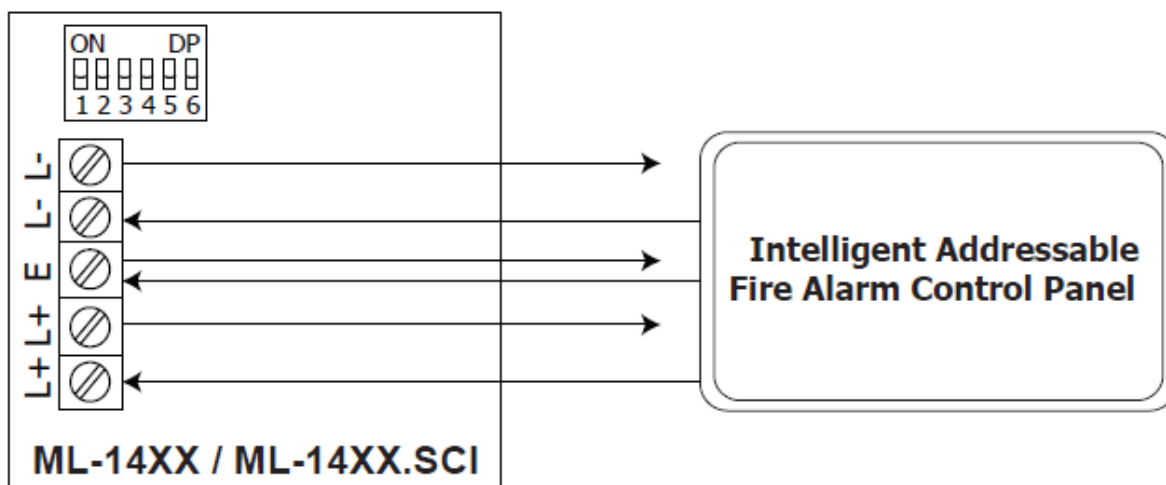 ON DP
1 2 3 4 5 6
L-
L-
E
L+
L+
Intelligent Addressable
Fire Alarm Control Panel
ML-14XX / ML-14XX.SCI